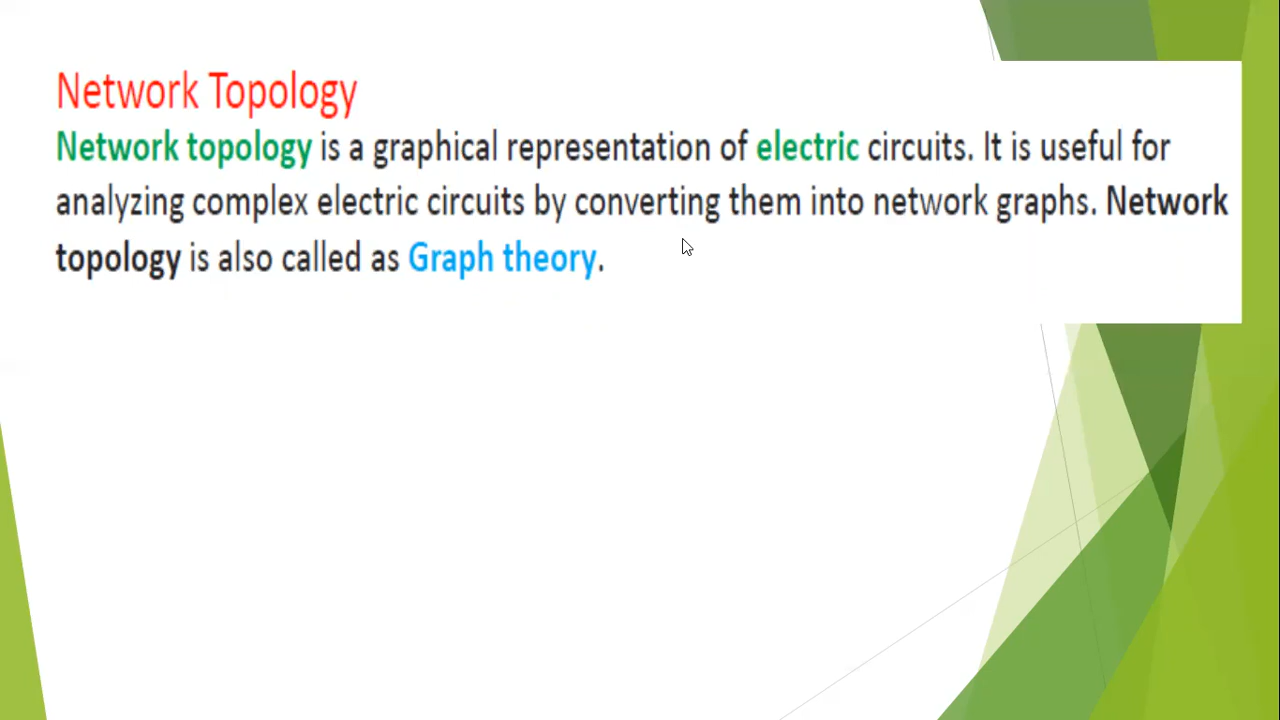 Network Topology
Network topology is a graphical representation of electric circuits. It is useful for
analyzing complex electric circuits by converting them into network graphs. Network
topology is also called as Graph theory.